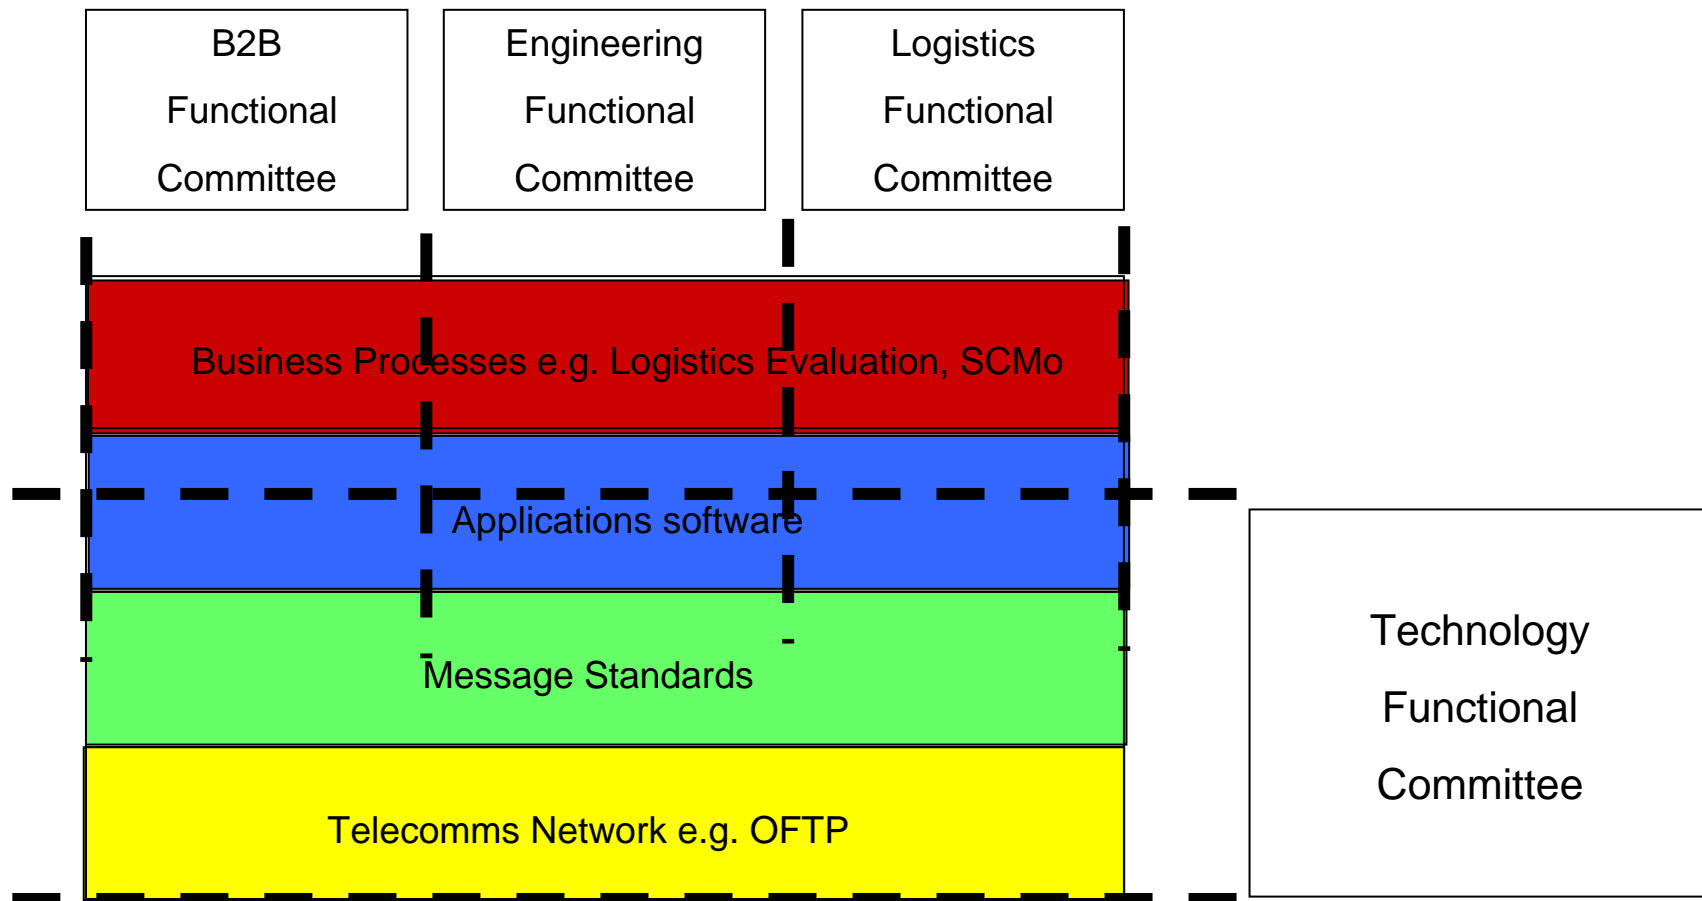 B2B
Functional
Committee
Engineering
Functional
Committee
Logistics
Functional
Committee
Business Processes e.g. Logistics Evaluation, SCMo
Applications software
Message Standards
Telecomms Network e.g. OFTP
Technology
Functional
Committee